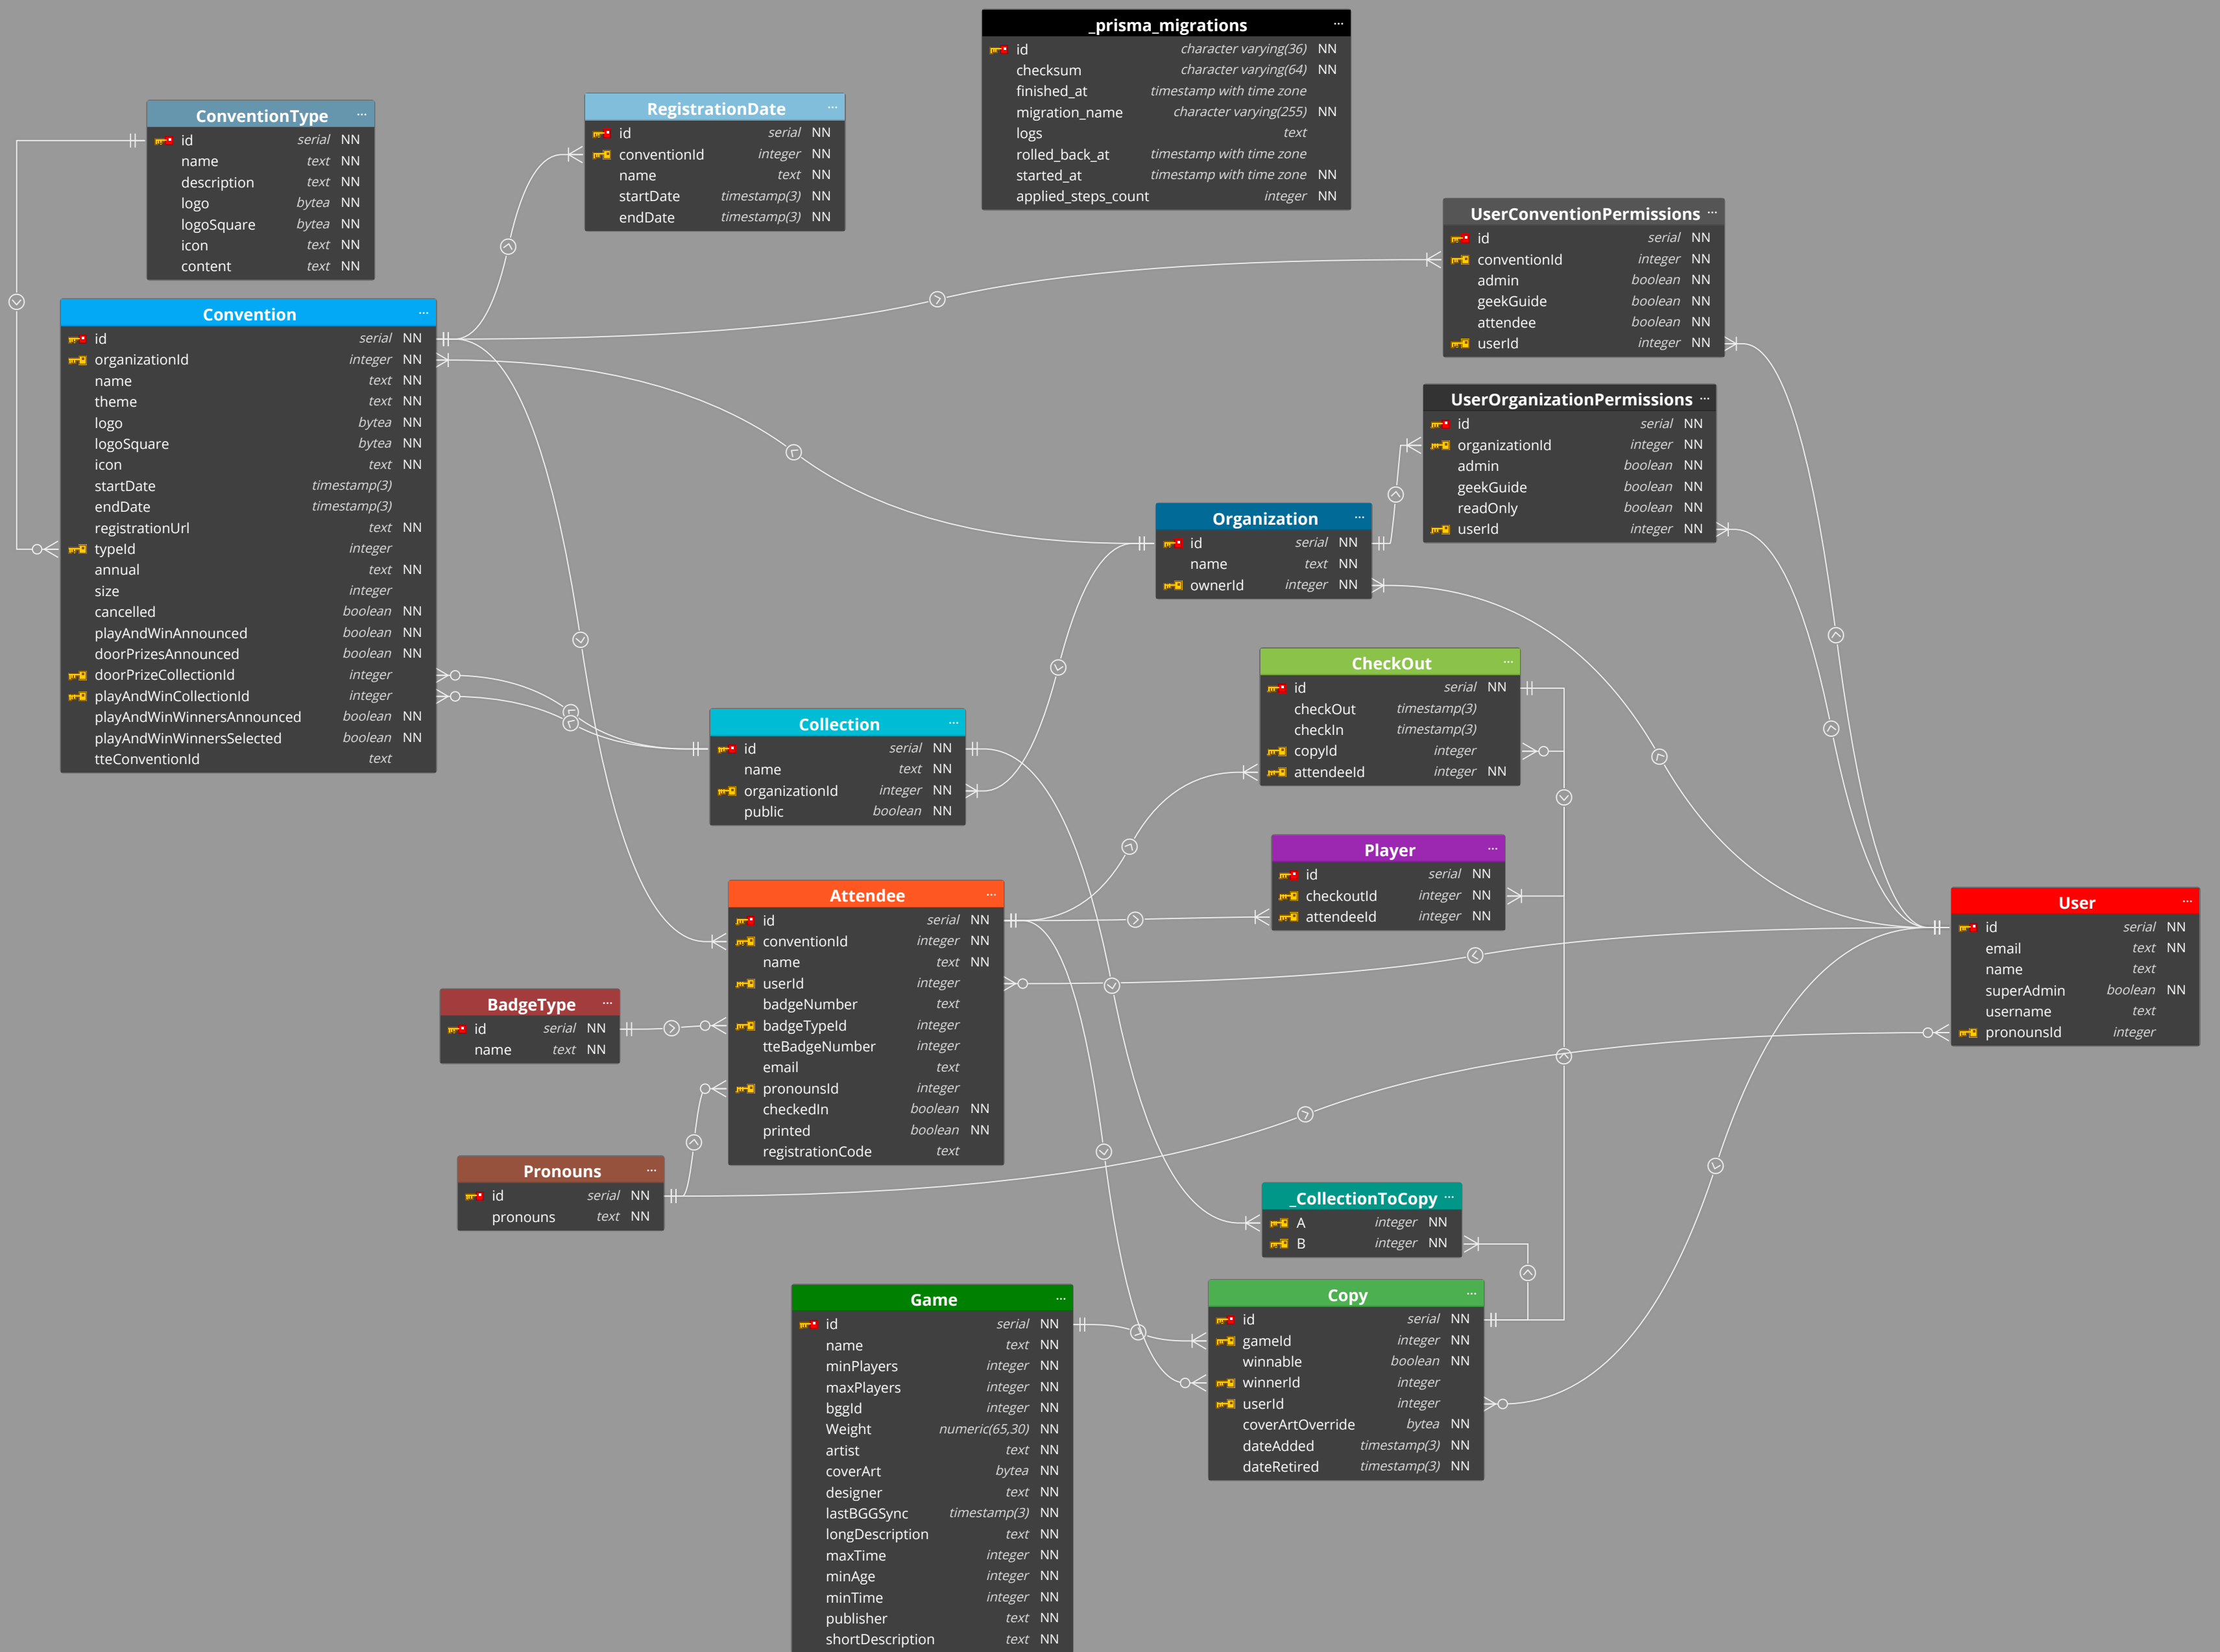 _prisma_migrations ...
id character varying(36) NN
checksum character varying(64) NN
finished_at timestamp with time zone
migration_name character varying(255) NN
logs text
rolled_back_at timestamp with time zone
started_at timestamp with time zone NN
applied_steps_count integer NN
ConventionType ...
id serial NN
name text NN
description text NN
logo bytea NN
logoSquare bytea NN
icon text NN
content text NN
RegistrationDate ...
id serial NN
conventionId integer NN
name text NN
startDate timestamp(3) NN
endDate timestamp(3) NN
UserConventionPermissions ...
id serial NN
conventionId integer NN
admin boolean NN
geekGuide boolean NN
attendee boolean NN
userId integer NN
Convention ...
id serial NN
organizationId integer NN
name text NN
theme text NN
logo bytea NN
logoSquare bytea NN
icon text NN
startDate timestamp(3)
endDate timestamp(3)
registrationUrl text NN
typeId integer
annual text NN
size integer
cancelled boolean NN
playAndWinAnnounced boolean NN
doorPrizesAnnounced boolean NN
doorPrizeCollectionId integer
playAndWinCollectionId integer
playAndWinWinnersAnnounced boolean NN
playAndWinWinnersSelected boolean NN
tteConventionId text
UserOrganizationPermissions ...
id serial NN
organizationId integer NN
admin boolean NN
geekGuide boolean NN
readOnly boolean NN
userId integer NN
Organization ...
id serial NN
name text NN
ownerId integer NN
CheckOut ...
id serial NN
checkOut timestamp(3)
checkIn timestamp(3)
copyId integer
attendeeId integer NN
Collection ...
id serial NN
name text NN
organizationId integer NN
public boolean NN
Player ...
id serial NN
checkoutId integer NN
attendeeId integer NN
Attendee ...
id serial NN
conventionId integer NN
name text NN
userId integer
badgeNumber text
badgeTypeId integer
tteBadgeNumber integer
email text
pronounsId integer
checkedIn boolean NN
printed boolean NN
registrationCode text
User ...
id serial NN
email text NN
name text
superAdmin boolean NN
username text
pronounsId integer
BadgeType ...
id serial NN
name text NN
Pronouns ...
id serial NN
pronouns text NN
_CollectionToCopy ...
A integer NN
B integer NN
Game ...
id serial NN
name text NN
minPlayers integer NN
maxPlayers integer NN
bggId integer NN
Weight numeric(65,30) NN
artist text NN
coverArt bytea NN
designer text NN
lastBGGSync timestamp(3) NN
longDescription text NN
maxTime integer NN
minAge integer NN
minTime integer NN
publisher text NN
shortDescription text NN
Copy ...
id serial NN
gameId integer NN
winnable boolean NN
winnerId integer
userId integer
coverArtOverride bytea NN
dateAdded timestamp(3) NN
dateRetired timestamp(3) NN